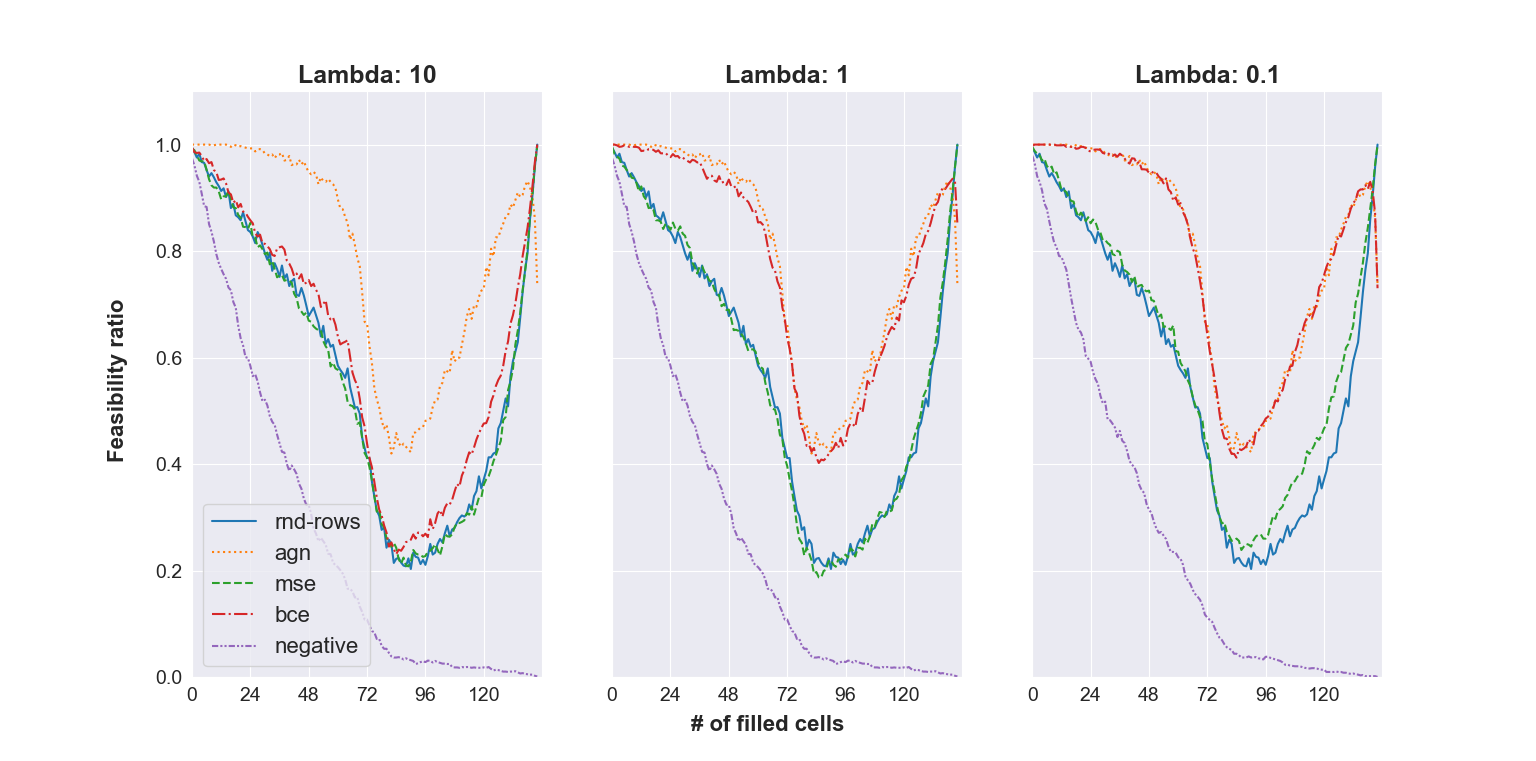 Lambda: 10 Lambda: 1 Lambda: 0.1
1.0
0.8
0.6
0.4
0.2
0.0
Feasibility ratio
rnd-rows
agn
mse
bce
negative
0 24 48 72 96 120 0 24 48 72 96 120 0 24 48 72 96 120
# of filled cells